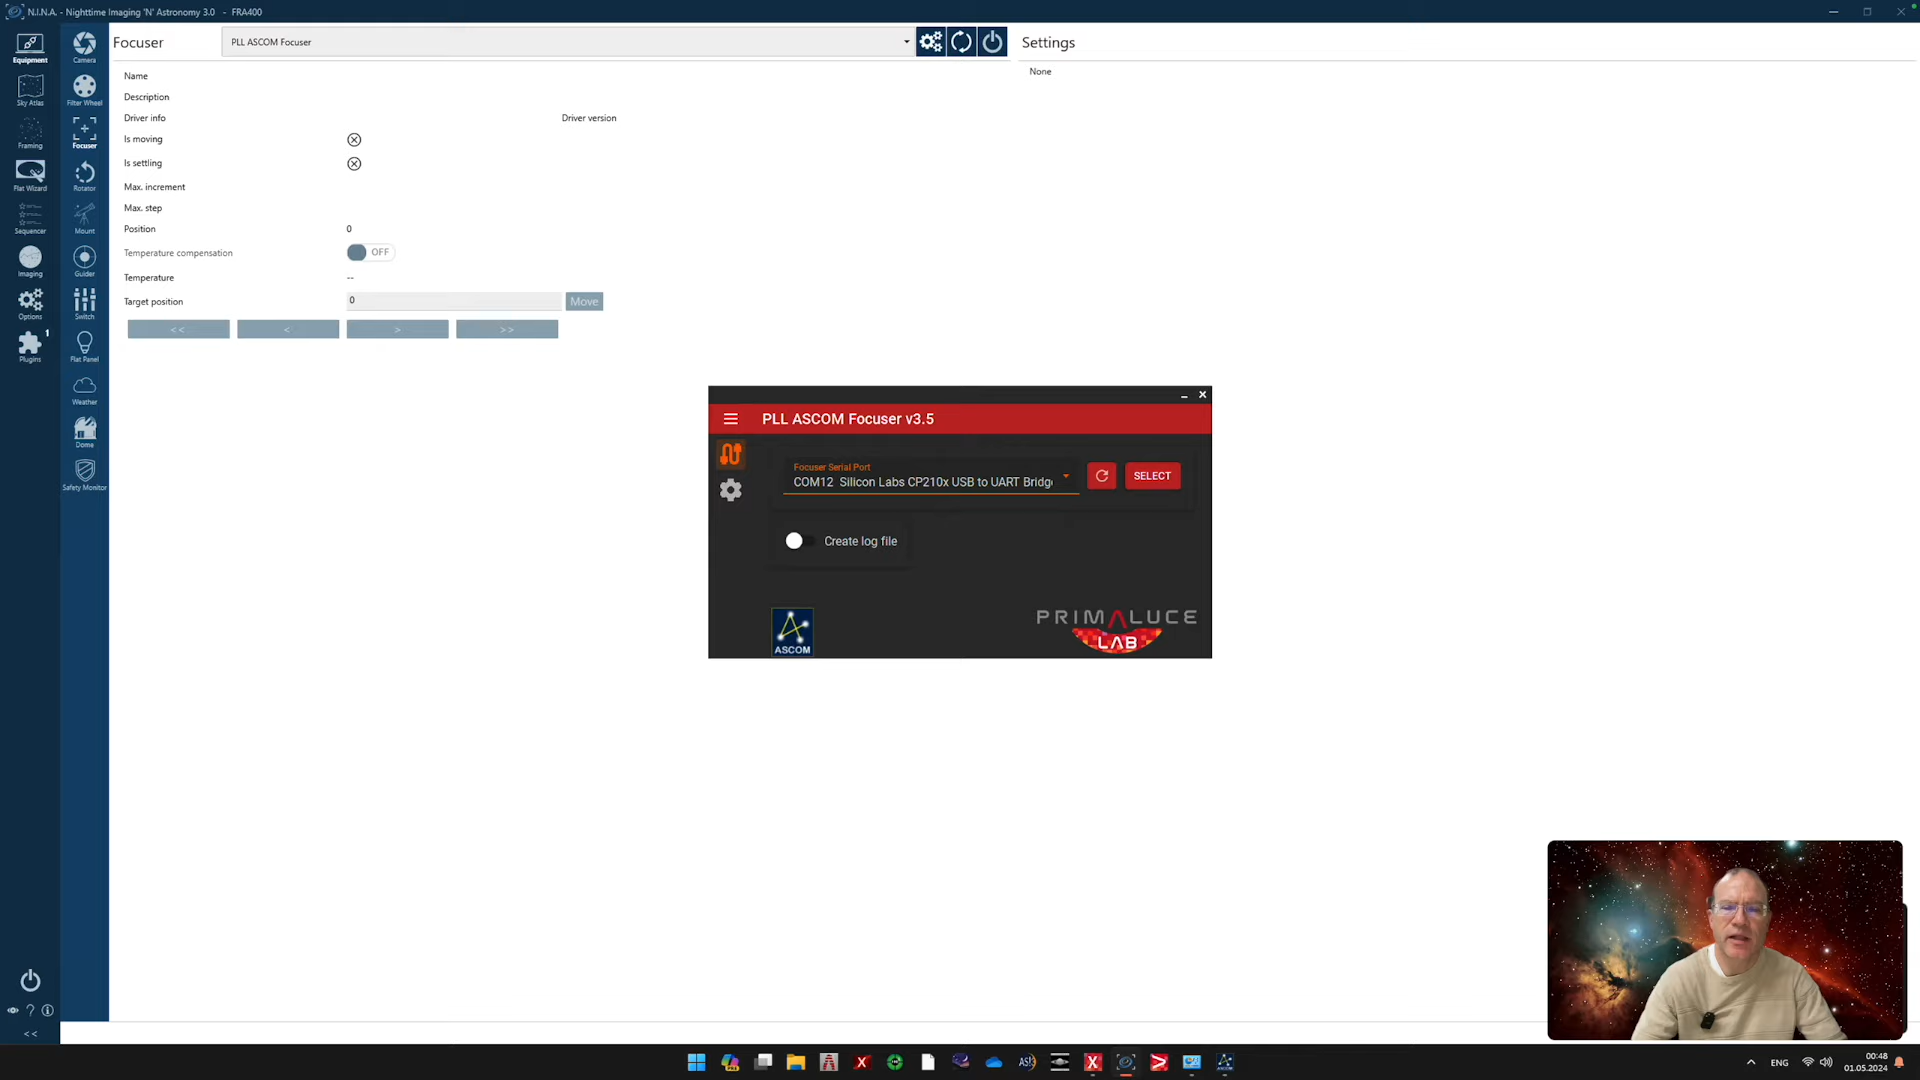 N.I.N.A. - Nighttime Imaging 'N' Astronomy 3.0 - FRA400
Equipment
Sky Atlas
Framing
Flat Wizard
Sequencer
Imaging
Options
1
Plugins
<<
Camera
Filter Wheel
Focuser
Rotator
Mount
Guider
Switch
Flat Panel
Weather
Dome
Safety Monitor
Focuser
PLL ASCOM Focuser
Name
Description
Driver info
Driver version
Is moving
Is settling
Max. increment
Max. step
Position
0
Temperature compensation
OFF
Temperature
--
Target position
0
Move
<<
<
>
>>
Settings
None
PLL ASCOM Focuser v3.5
Focuser Serial Port
COM12 Silicon Labs CP210x USB to UART Bridge
SELECT
Create log file
ASCOM
PRIMALUCE
LAB
ENG
00:48
01.05.2024